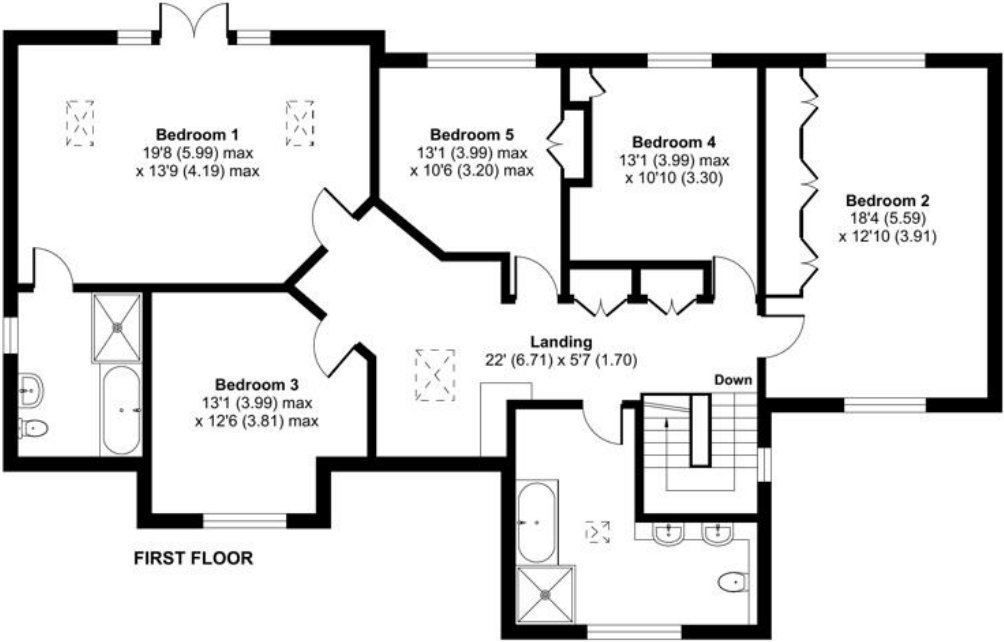 Bedroom 1
19'8 (5.99) max
x 13'9 (4.19) max
Bedroom 5
13'1 (3.99) max
x 10'6 (3.20) max
Bedroom 4
13'1 (3.99) max
x 10'10 (3.30)
Bedroom 2
18'4 (5.59)
x 12'10 (3.91)
Landing
22' (6.71) x 5'7 (1.70)
Bedroom 3
13'1 (3.99) max
x 12'6 (3.81) max
Down
FIRST FLOOR